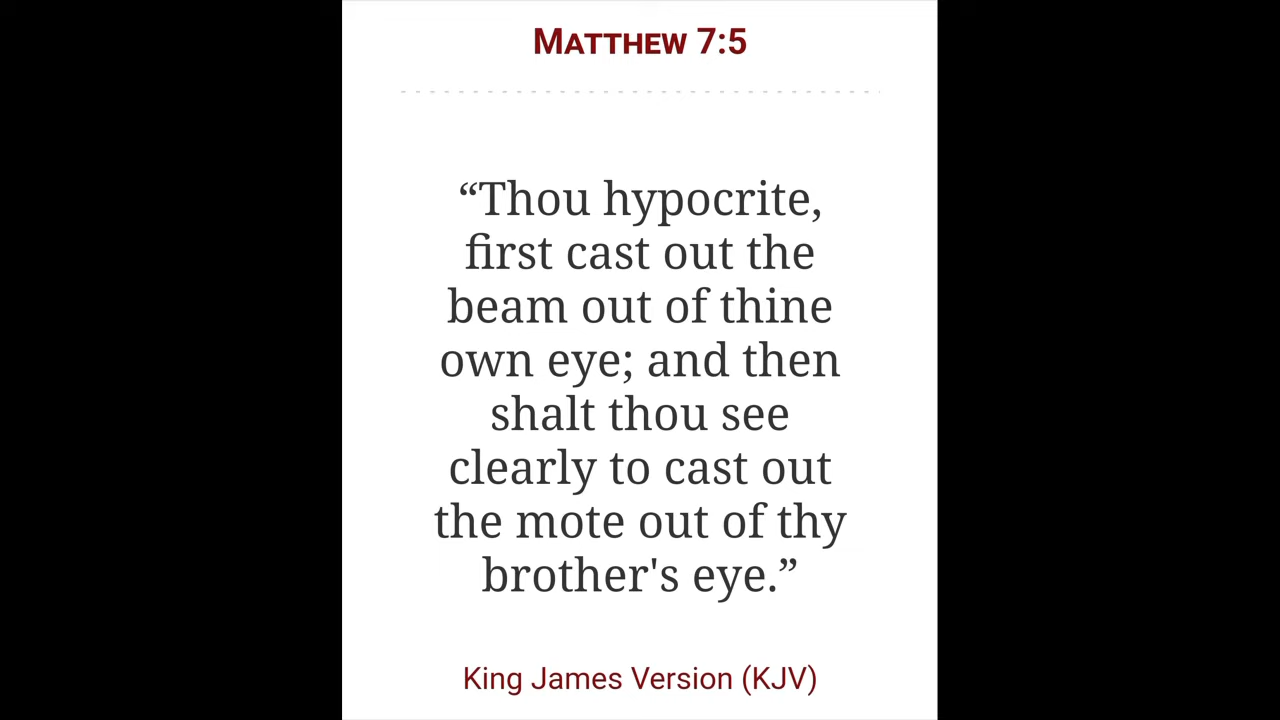 Matthew 7:5
“Thou hypocrite,
first cast out the
beam out of thine
own eye; and then
shalt thou see
clearly to cast out
the mote out of thy
brother's eye.”
King James Version (KJV)